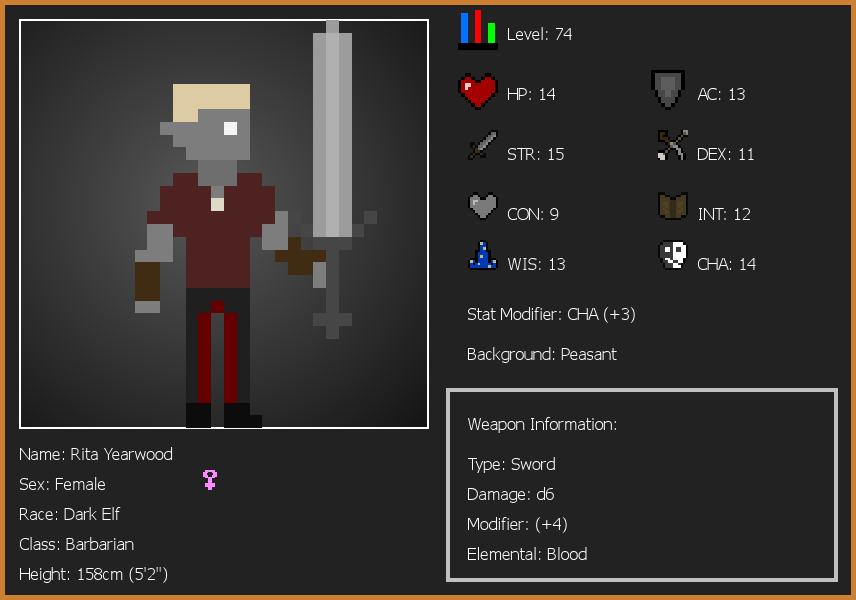 Level: 74
HP: 14
AC: 13
STR: 15
DEX: 11
CON: 9
INT: 12
WIS: 13
CHA: 14
Stat Modifier: CHA (+3)
Background: Peasant
Weapon Information:
Type: Sword
Damage: d6
Modifier: (+4)
Elemental: Blood
Name: Rita Yearwood
Sex: Female
Race: Dark Elf
Class: Barbarian
Height: 158cm (5'2")